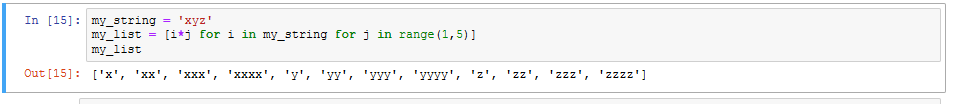 In [15]: my_string = 'xyz'
my_list = [i*j for i in my_string for j in range(1,5)]
my_list
Out[15]: ['x', 'xx', 'xxx', 'xxxx', 'y', 'yy', 'yyy', 'yyyy', 'z', 'zz', 'zzz', 'zzzz']